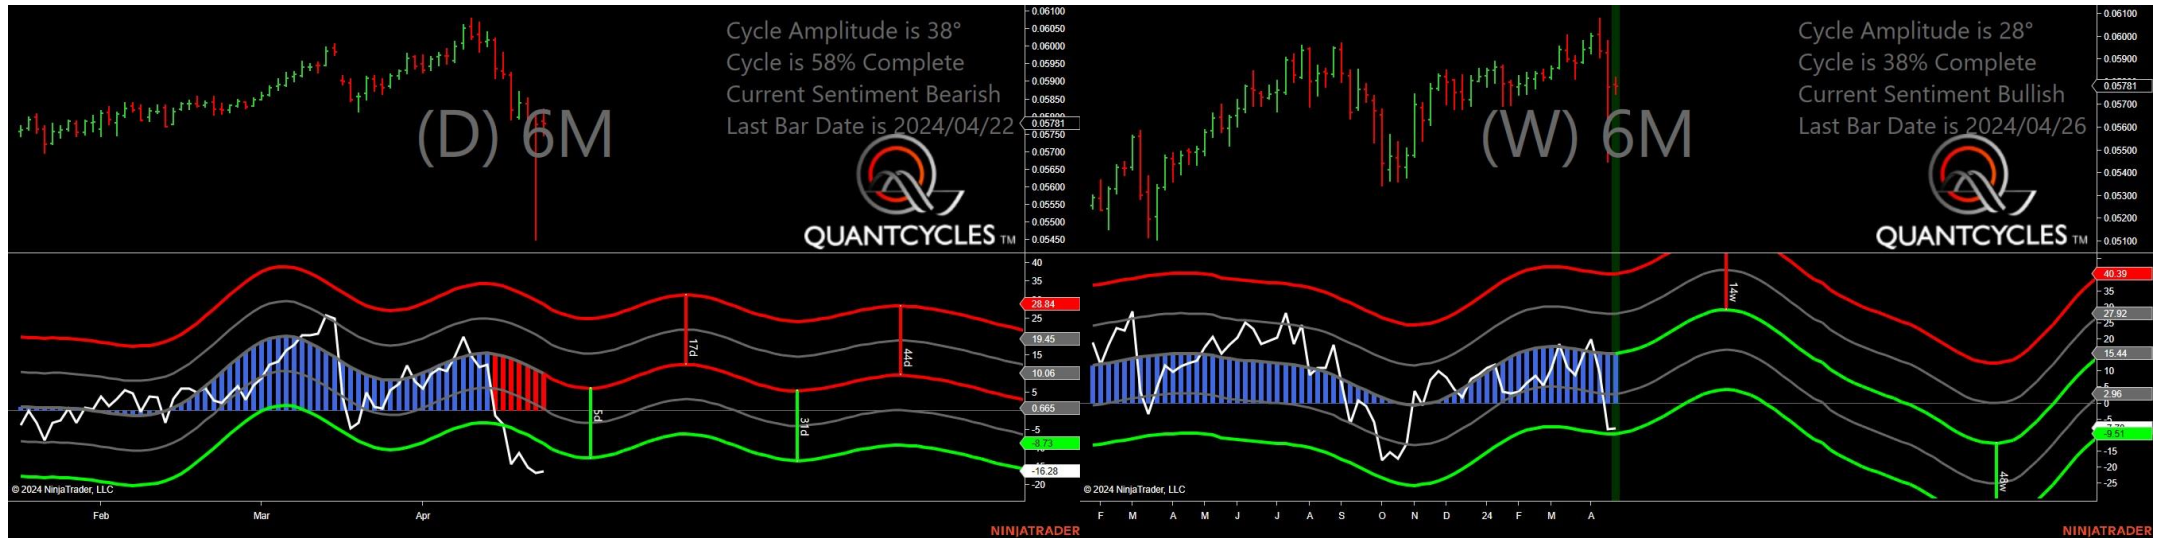 Cycle Amplitude is 38°
Cycle is 58% Complete
Current Sentiment Bearish
Last Bar Date is 2024/04/22
(D) 6M
QUANTCYCLES TM
0.06100
0.06050
0.06000
0.05950
0.05900
0.05850
0.05781
0.05750
0.05700
0.05650
0.05600
0.05550
0.05500
0.05450
40
35
28.84
25
19.45
15
10.06
5
0.665
-5
-8.73
-16.28
-20
17d
44d
5d
31d
© 2024 NinjaTrader, LLC
Feb Mar Apr
NINJATRADER
Cycle Amplitude is 28°
Cycle is 38% Complete
Current Sentiment Bullish
Last Bar Date is 2024/04/26
(W) 6M
QUANTCYCLES TM
0.06100
0.06000
0.05900
0.05781
0.05700
0.05600
0.05500
0.05400
0.05300
0.05200
0.05100
40.39
35
27.92
25
20
15.44
10
5
2.96
0
-5
-9.51
-15
-20
-25
14w
48w
© 2024 NinjaTrader, LLC
F M A M J J A S O N D 24 F M A
NINJATRADER